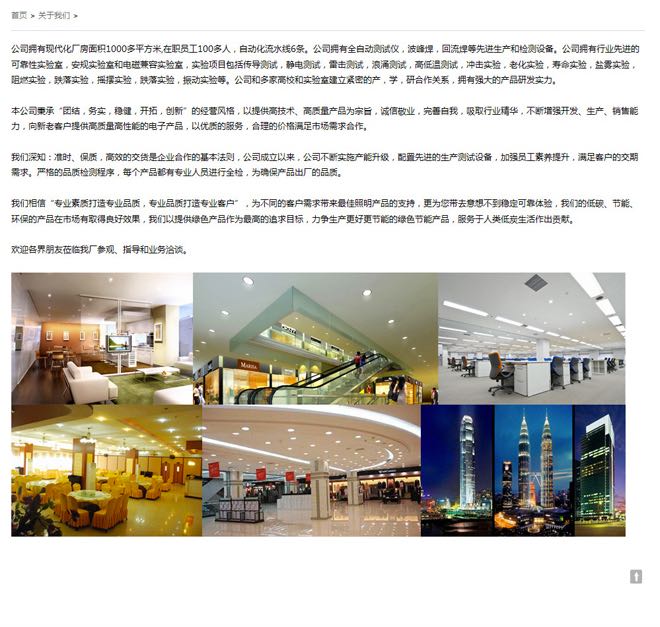 首页 > 关于我们 >
公司拥有现代化厂房面积1000多平方米,在职员工100多人，自动化流水线6条。公司拥有全自动测试仪，波峰焊，回流焊等先进生产和检测设备。公司拥有行业先进的
可靠性实验室，安规实验室和电磁兼容实验室，实验项目包括传导测试，静电测试，雷击测试，浪涌测试，高低温测试，冲击实验，老化实验，寿命实验，盐雾实验，
阻燃实验，跌落实验，摇摆实验，跌落实验，振动实验等。公司和多家高校和实验室建立紧密的产，学，研合作关系，拥有强大的产品研发实力。
本公司秉承“团结，务实，稳健，开拓，创新”的经营风格，以提供高技术、高质量产品为宗旨，诚信敬业，完善自我，吸取行业精华，不断增强开发、生产、销售能
力，向新老客户提供高质量高性能的电子产品，以优质的服务，合理的价格满足市场需求合作。
我们深知：准时、保质，高效的交货是企业合作的基本法则，公司成立以来，公司不断实施产能升级，配置先进的生产测试设备，加强员工素养提升，满足客户的交期
需求。严格的品质检测程序，每个产品都有专业人员进行全检，为确保产品出厂的品质。
我们相信“专业素质打造专业品质，专业品质打造专业客户”，为不同的客户需求带来最佳照明产品的支持，更为您带去意想不到稳定可靠体验，我们的低碳、节能、
环保的产品在市场有取得良好效果，我们以提供绿色产品作为最高的追求目标，力争生产更好更节能的绿色节能产品，服务于人类低炭生活作出贡献。
欢迎各界朋友莅临我厂参观、指导和业务洽谈。